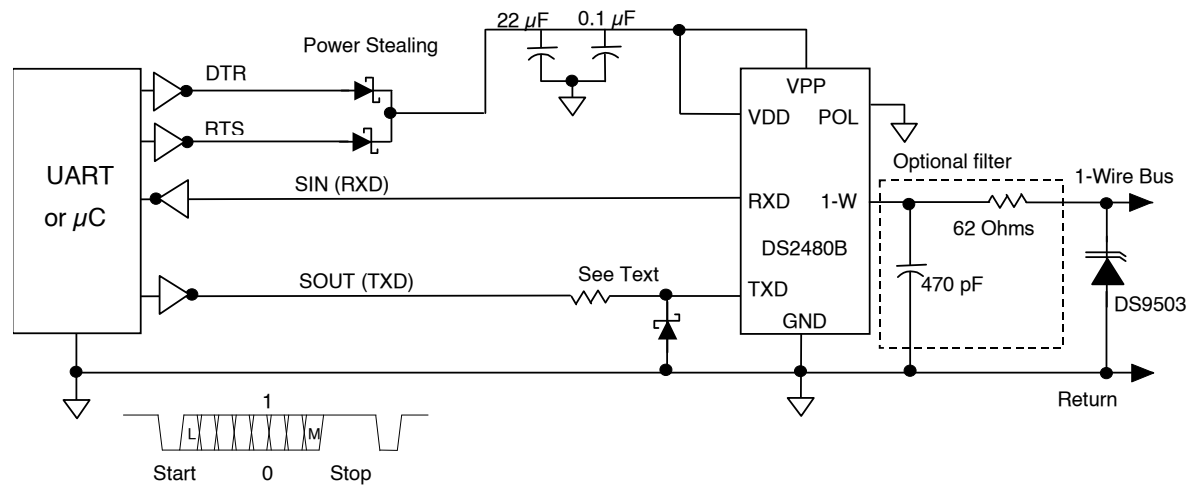 22 µF
0.1 µF
Power Stealing
DTR
RTS
UART
or µC
SIN (RXD)
SOUT (TXD)
See Text
VPP
VDD
POL
RXD
1-W
DS2480B
TXD
GND
Optional filter
1-Wire Bus
62 Ohms
470 pF
DS9503
Return
1
L
M
Start
0
Stop